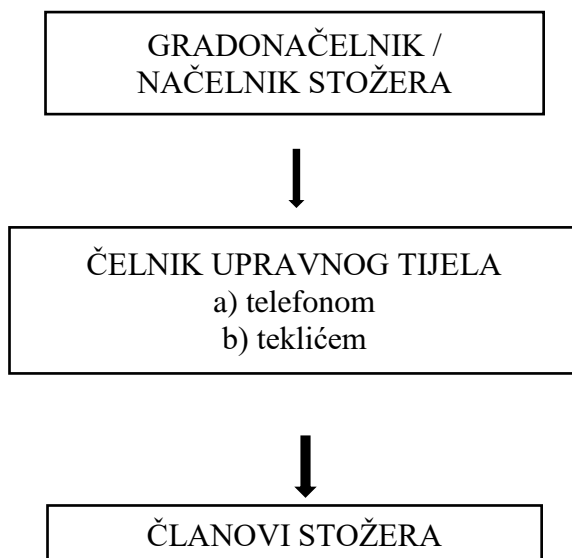 GRADONAČELNIK /
NAČELNIK STOŽERA
ČELNIK UPRAVNOG TIJELA
a) telefonom
b) teklićem
ČLANOVI STOŽERA